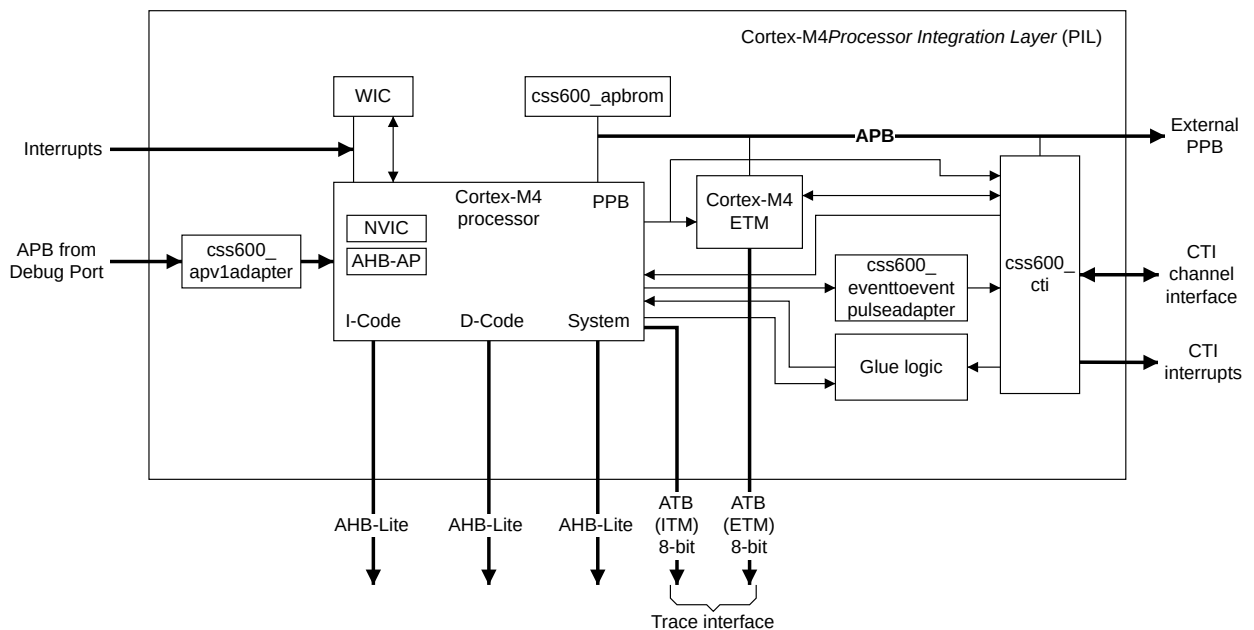 Cortex-M4Processor Integration Layer (PIL)
WIC
css600_apbrom
Interrupts
APB
External
PPB
Cortex-M4
processor
PPB
NVIC
AHB-AP
I-Code
D-Code
System
Cortex-M4
ETM
APB from
Debug Port
css600_
apv1adapter
css600_
eventtoevent
pulseadapter
css600_
cti
CTI
channel
interface
Glue logic
CTI
interrupts
AHB-Lite
AHB-Lite
AHB-Lite
ATB
(ITM)
8-bit
ATB
(ETM)
8-bit
Trace interface